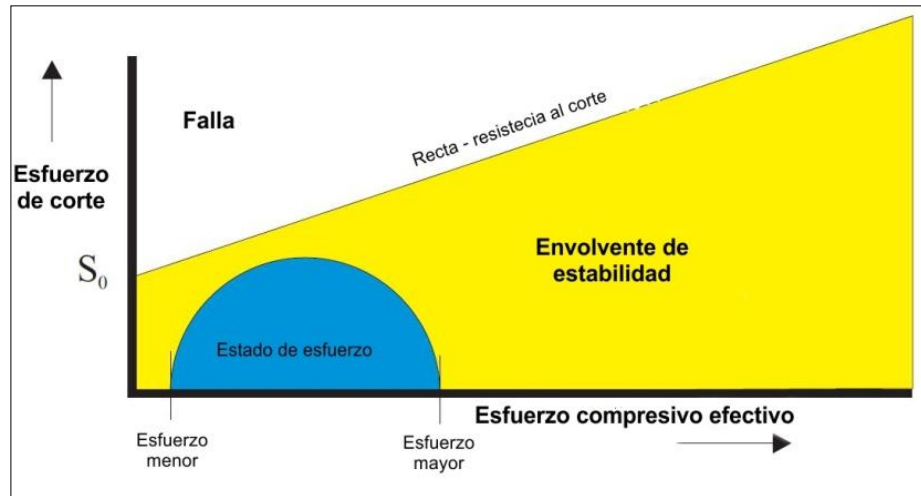 Falla
Recta - resistecia al corte
Esfuerzo
de corte
S₀
Envolvente de
estabilidad
Estado de esfuerzo
Esfuerzo compresivo efectivo
Esfuerzo
menor
Esfuerzo
mayor